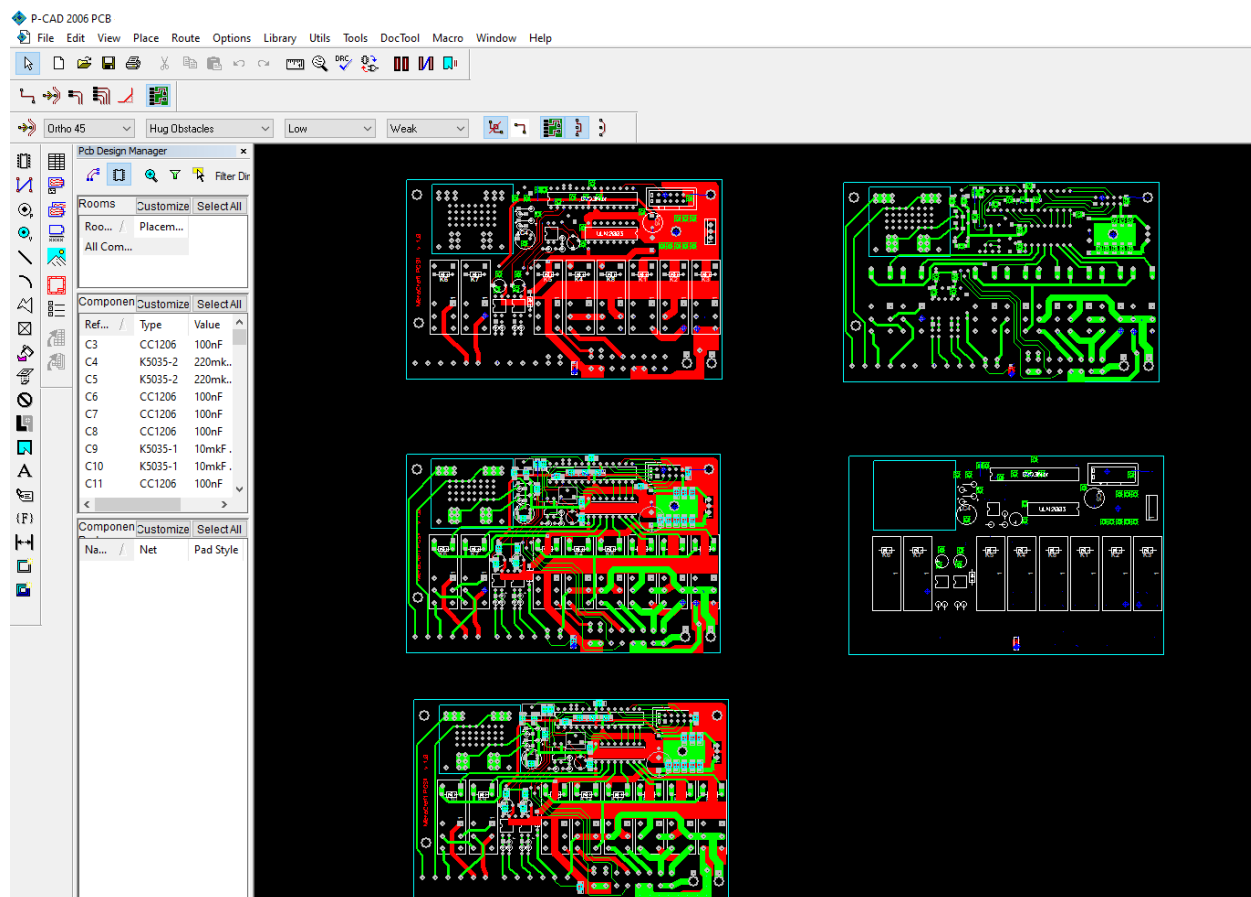 P-CAD 2006 PCB
File Edit View Place Route Options Library Utils Tools DocTool Macro Window Help
DRC
Ortho 45 Hug Obstacles Low Weak
Pcb Design Manager x
Filter Dir
Rooms Customize Select All
Roo... / Placem...
All Com...
Componen Customize Select All
Ref... / Type Value
C3 CC1206 100nF
C4 K5035-2 220mk..
C5 K5035-2 220mk..
C6 CC1206 100nF
C7 CC1206 100nF
C8 CC1206 100nF
C9 K5035-1 10mkF .
C10 K5035-1 10mkF .
C11 CC1206 100nF
Componen Customize Select All
Na... / Net Pad Style
A
{F}
ULN2003
ULN2003